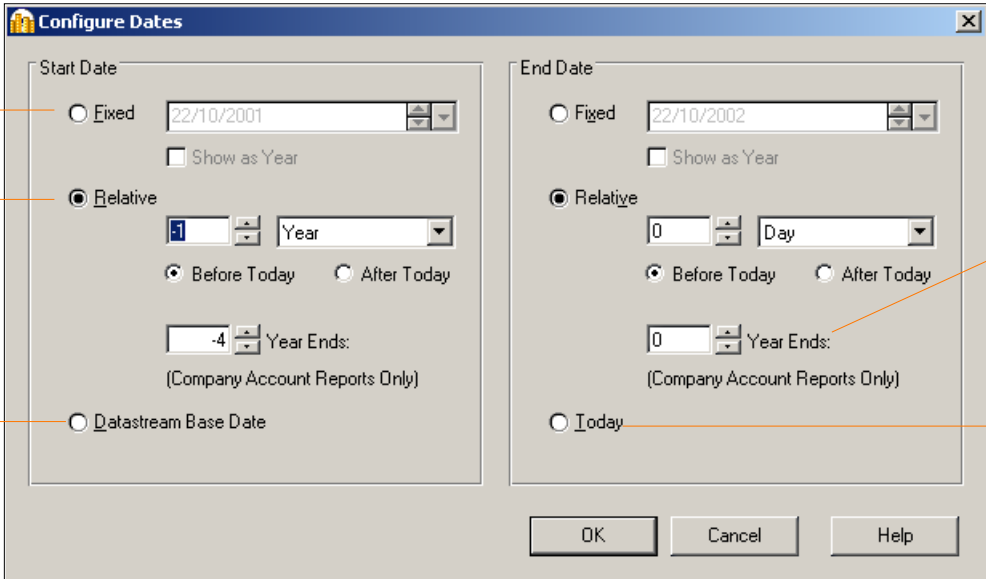 Configure Dates
Start Date
Fixed 22/10/2001
Show as Year
Relative
-1 Year
Before Today After Today
-4 Year Ends:
(Company Account Reports Only)
Datastream Base Date
End Date
Fixed 22/10/2002
Show as Year
Relative
0 Day
Before Today After Today
0 Year Ends:
(Company Account Reports Only)
Today
OK Cancel Help